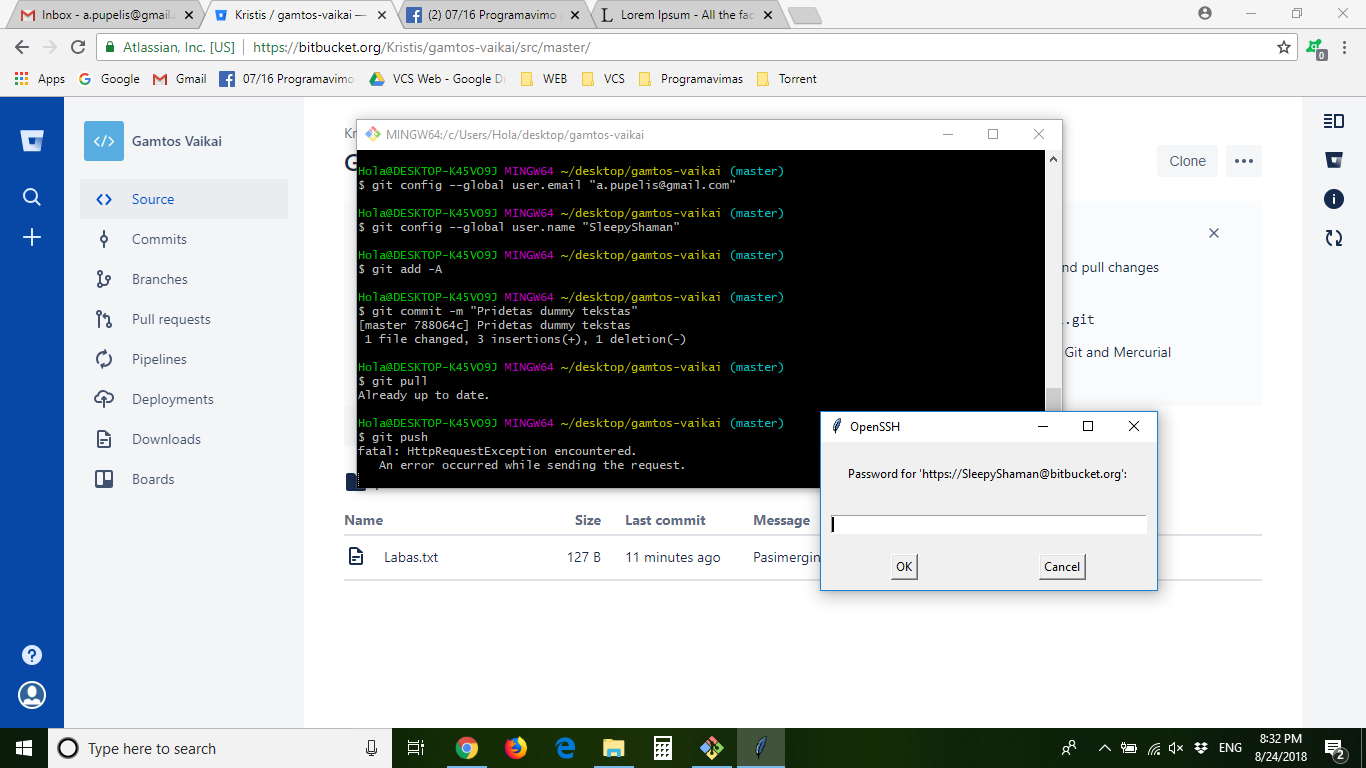 Inbox - a.pupelis@gmail.c
Kristis / gamtos-vaikai —
(2) 07/16 Programavimo p
Lorem Ipsum - All the fac
Atlassian, Inc. [US]
https://bitbucket.org/Kristis/gamtos-vaikai/src/master/
0
Apps
Google
Gmail
07/16 Programavimo
VCS Web - Google Dr
WEB
VCS
Programavimas
Torrent
Gamtos Vaikai
Source
Commits
Branches
Pull requests
Pipelines
Deployments
Downloads
Boards
Kr
G
Clone
nd pull changes
.git
Git and Mercurial
MINGW64:/c/Users/Hola/desktop/gamtos-vaikai
Hola@DESKTOP-K45VO9J MINGW64 ~/desktop/gamtos-vaikai (master)
$ git config --global user.email "a.pupelis@gmail.com"
Hola@DESKTOP-K45VO9J MINGW64 ~/desktop/gamtos-vaikai (master)
$ git config --global user.name "SleepyShaman"
Hola@DESKTOP-K45VO9J MINGW64 ~/desktop/gamtos-vaikai (master)
$ git add -A
Hola@DESKTOP-K45VO9J MINGW64 ~/desktop/gamtos-vaikai (master)
$ git commit -m "Pridetas dummy tekstas"
[master 788064c] Pridetas dummy tekstas
1 file changed, 3 insertions(+), 1 deletion(-)
Hola@DESKTOP-K45VO9J MINGW64 ~/desktop/gamtos-vaikai (master)
$ git pull
Already up to date.
Hola@DESKTOP-K45VO9J MINGW64 ~/desktop/gamtos-vaikai (master)
$ git push
fatal: HttpRequestException encountered.
An error occurred while sending the request.
OpenSSH
Password for 'https://SleepyShaman@bitbucket.org':
OK
Cancel
Name
Size
Last commit
Message
Labas.txt
127 B
11 minutes ago
Pasimergin
Type here to search
ENG
8:32 PM
8/24/2018
2